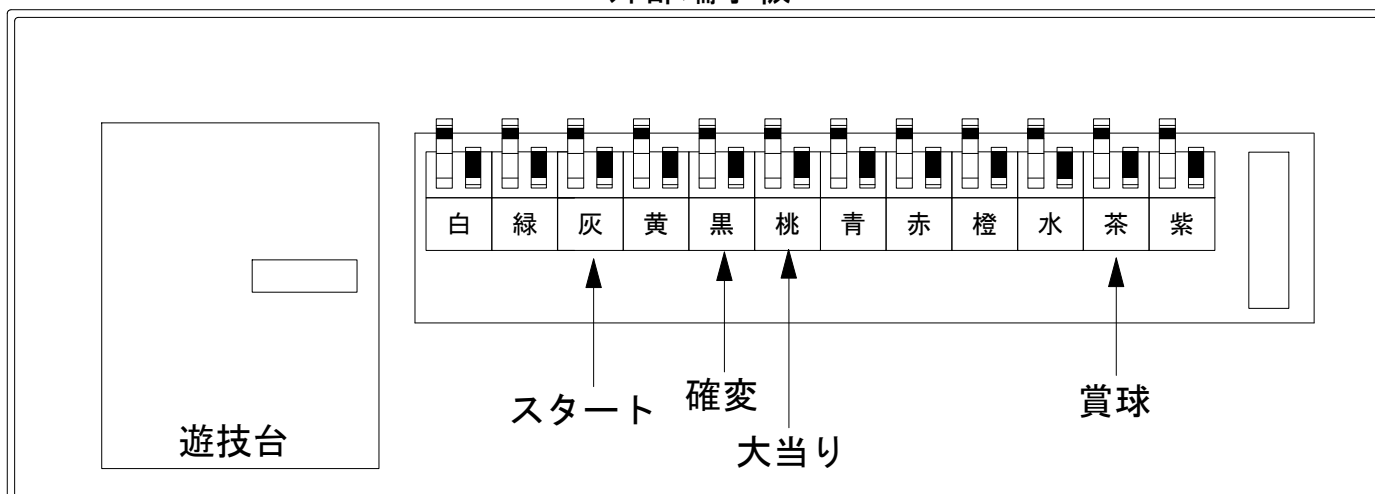 白 緑 灰 黄 黒 桃 青 赤 橙 水 茶 紫
スタート
確変
大当り
賞球
遊技台